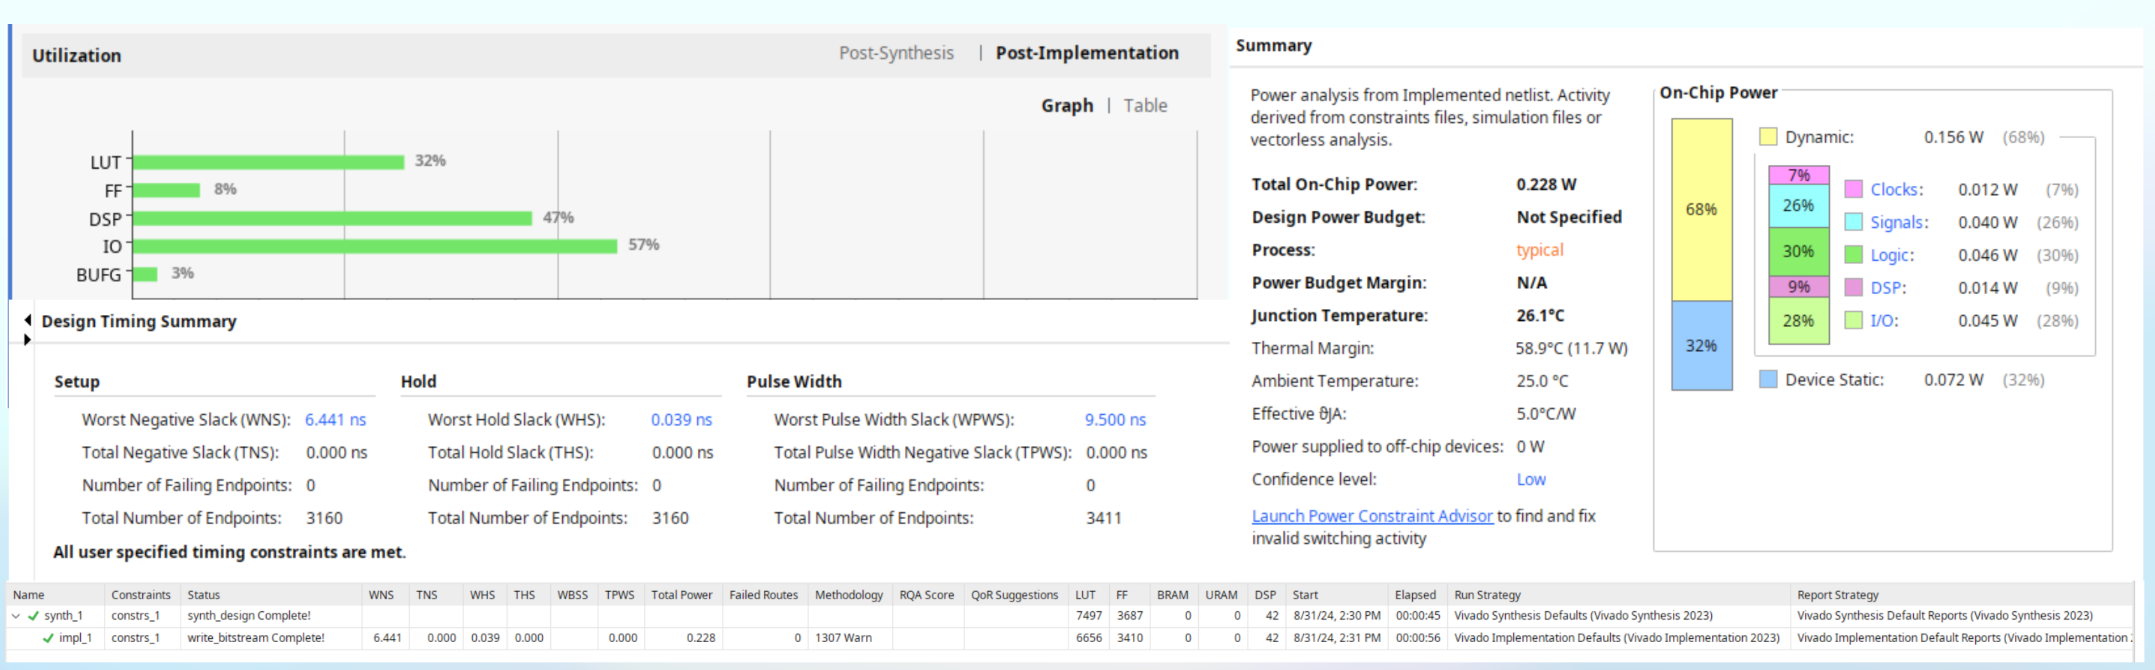 Utilization
Post-Synthesis | Post-Implementation
Graph | Table
LUT 32%
FF 8%
DSP 47%
IO 57%
BUFG 3%
Design Timing Summary
Setup
Worst Negative Slack (WNS): 6.441 ns
Total Negative Slack (TNS): 0.000 ns
Number of Failing Endpoints: 0
Total Number of Endpoints: 3160
Hold
Worst Hold Slack (WHS): 0.039 ns
Total Hold Slack (THS): 0.000 ns
Number of Failing Endpoints: 0
Total Number of Endpoints: 3160
Pulse Width
Worst Pulse Width Slack (WPWS): 9.500 ns
Total Pulse Width Negative Slack (TPWS): 0.000 ns
Number of Failing Endpoints: 0
Total Number of Endpoints: 3411
All user specified timing constraints are met.
Summary
Power analysis from Implemented netlist. Activity
derived from constraints files, simulation files or
vectorless analysis.
Total On-Chip Power: 0.228 W
Design Power Budget: Not Specified
Process: typical
Power Budget Margin: N/A
Junction Temperature: 26.1°C
Thermal Margin: 58.9°C (11.7 W)
Ambient Temperature: 25.0 °C
Effective ϑJA: 5.0°C/W
Power supplied to off-chip devices: 0 W
Confidence level: Low
Launch Power Constraint Advisor to find and fix
invalid switching activity
On-Chip Power
68%
32%
Dynamic: 0.156 W (68%)
7% Clocks: 0.012 W (7%)
26% Signals: 0.040 W (26%)
30% Logic: 0.046 W (30%)
9% DSP: 0.014 W (9%)
28% I/O: 0.045 W (28%)
Device Static: 0.072 W (32%)
Name Constraints Status WNS TNS WHS THS WBSS TPWS Total Power Failed Routes Methodology RQA Score QoR Suggestions LUT FF BRAM URAM DSP Start Elapsed Run Strategy Report Strategy
synth_1 constrs_1 synth_design Complete! 7497 3687 0 0 42 8/31/24, 2:30 PM 00:00:45 Vivado Synthesis Defaults (Vivado Synthesis 2023) Vivado Synthesis Default Reports (Vivado Synthesis 2023)
impl_1 constrs_1 write_bitstream Complete! 6.441 0.000 0.039 0.000 0.000 0.228 0 1307 Warn 6656 3410 0 0 42 8/31/24, 2:31 PM 00:00:56 Vivado Implementation Defaults (Vivado Implementation 2023) Vivado Implementation Default Reports (Vivado Implementation